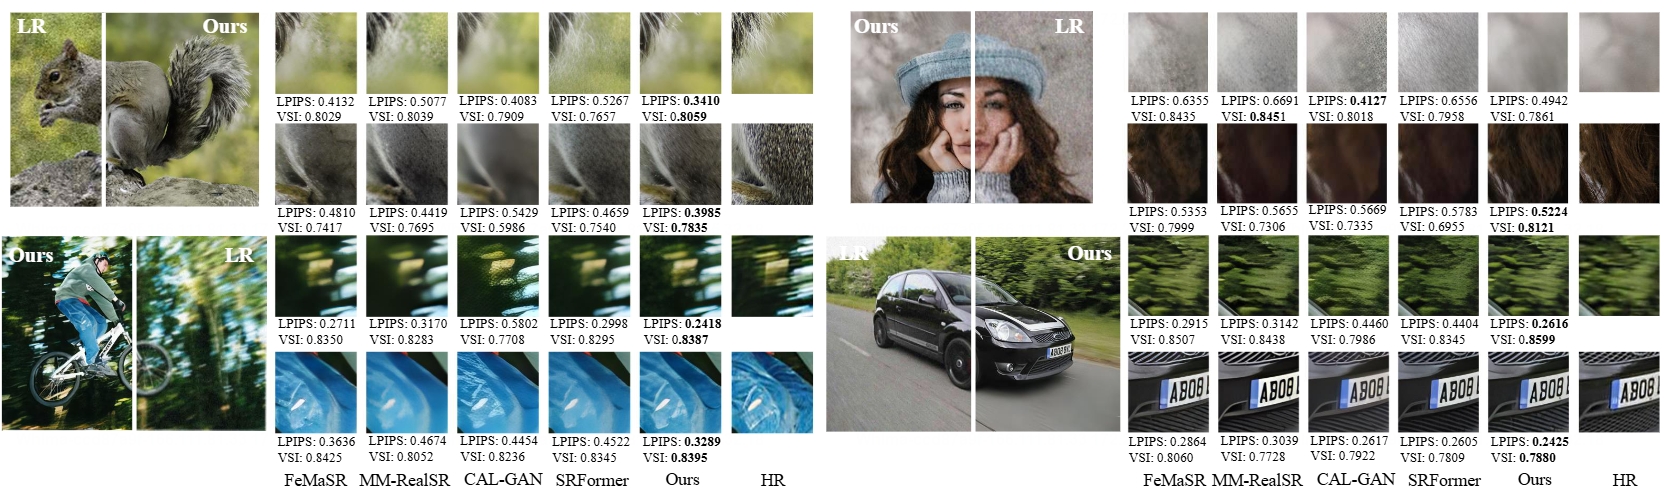 LR Ours
LPIPS: 0.4132 LPIPS: 0.5077 LPIPS: 0.4083 LPIPS: 0.5267 LPIPS: 0.3410
VSI: 0.8029 VSI: 0.8039 VSI: 0.7909 VSI: 0.7657 VSI: 0.8059
LPIPS: 0.4810 LPIPS: 0.4419 LPIPS: 0.5429 LPIPS: 0.4659 LPIPS: 0.3985
VSI: 0.7417 VSI: 0.7695 VSI: 0.5986 VSI: 0.7540 VSI: 0.7835
Ours LR
LPIPS: 0.2711 LPIPS: 0.3170 LPIPS: 0.5802 LPIPS: 0.2998 LPIPS: 0.2418
VSI: 0.8350 VSI: 0.8283 VSI: 0.7708 VSI: 0.8295 VSI: 0.8387
LPIPS: 0.3636 LPIPS: 0.4674 LPIPS: 0.4454 LPIPS: 0.4522 LPIPS: 0.3289
VSI: 0.8425 VSI: 0.8052 VSI: 0.8236 VSI: 0.8345 VSI: 0.8395
FeMaSR MM-RealSR CAL-GAN SRFormer Ours HR
Ours LR
LPIPS: 0.6355 LPIPS: 0.6691 LPIPS: 0.4127 LPIPS: 0.6556 LPIPS: 0.4942
VSI: 0.8435 VSI: 0.8451 VSI: 0.8018 VSI: 0.7958 VSI: 0.7861
LPIPS: 0.5353 LPIPS: 0.5655 LPIPS: 0.5669 LPIPS: 0.5783 LPIPS: 0.5224
VSI: 0.7999 VSI: 0.7306 VSI: 0.7335 VSI: 0.6955 VSI: 0.8121
LR Ours
LPIPS: 0.2915 LPIPS: 0.3142 LPIPS: 0.4460 LPIPS: 0.4404 LPIPS: 0.2616
VSI: 0.8507 VSI: 0.8438 VSI: 0.7986 VSI: 0.8345 VSI: 0.8599
AB08 AB08 AB08 AB08 AB08 AB08
LPIPS: 0.2864 LPIPS: 0.3039 LPIPS: 0.2617 LPIPS: 0.2605 LPIPS: 0.2425
VSI: 0.8060 VSI: 0.7728 VSI: 0.7922 VSI: 0.7809 VSI: 0.7880
FeMaSR MM-RealSR CAL-GAN SRFormer Ours HR